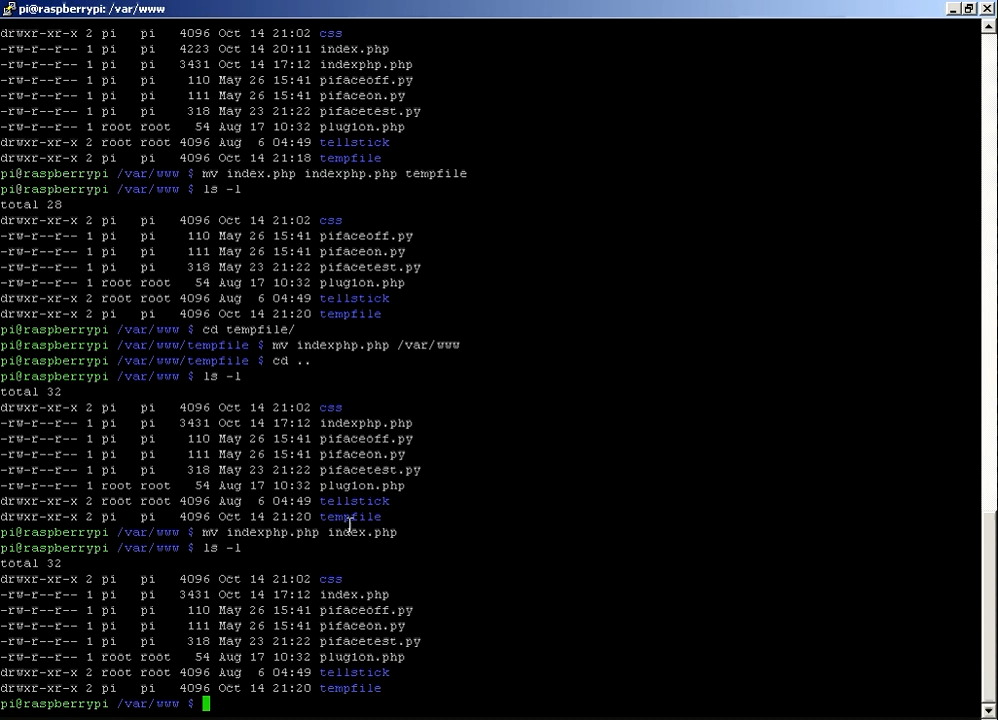 pi@raspberrypi: /var/www
drwxr-xr-x 2 pi   pi   4096 Oct 14 21:02 css
-rw-r--r-- 1 pi   pi   4223 Oct 14 20:11 index.php
-rw-r--r-- 1 pi   pi   3431 Oct 14 17:12 indexphp.php
-rw-r--r-- 1 pi   pi    110 May 26 15:41 pifaceoff.py
-rw-r--r-- 1 pi   pi    111 May 26 15:41 pifaceon.py
-rw-r--r-- 1 pi   pi    318 May 23 21:22 pifacetest.py
-rw-r--r-- 1 root root   54 Aug 17 10:32 plug1on.php
drwxr-xr-x 2 root root 4096 Aug  6 04:49 tellstick
drwxr-xr-x 2 pi   pi   4096 Oct 14 21:18 tempfile
pi@raspberrypi /var/www $ mv index.php indexphp.php tempfile
pi@raspberrypi /var/www $ ls -l
total 28
drwxr-xr-x 2 pi   pi   4096 Oct 14 21:02 css
-rw-r--r-- 1 pi   pi    110 May 26 15:41 pifaceoff.py
-rw-r--r-- 1 pi   pi    111 May 26 15:41 pifaceon.py
-rw-r--r-- 1 pi   pi    318 May 23 21:22 pifacetest.py
-rw-r--r-- 1 root root   54 Aug 17 10:32 plug1on.php
drwxr-xr-x 2 root root 4096 Aug  6 04:49 tellstick
drwxr-xr-x 2 pi   pi   4096 Oct 14 21:20 tempfile
pi@raspberrypi /var/www $ cd tempfile/
pi@raspberrypi /var/www/tempfile $ mv indexphp.php /var/www
pi@raspberrypi /var/www/tempfile $ cd ..
pi@raspberrypi /var/www $ ls -l
total 32
drwxr-xr-x 2 pi   pi   4096 Oct 14 21:02 css
-rw-r--r-- 1 pi   pi   3431 Oct 14 17:12 indexphp.php
-rw-r--r-- 1 pi   pi    110 May 26 15:41 pifaceoff.py
-rw-r--r-- 1 pi   pi    111 May 26 15:41 pifaceon.py
-rw-r--r-- 1 pi   pi    318 May 23 21:22 pifacetest.py
-rw-r--r-- 1 root root   54 Aug 17 10:32 plug1on.php
drwxr-xr-x 2 root root 4096 Aug  6 04:49 tellstick
drwxr-xr-x 2 pi   pi   4096 Oct 14 21:20 tempfile
pi@raspberrypi /var/www $ mv indexphp.php index.php
pi@raspberrypi /var/www $ ls -l
total 32
drwxr-xr-x 2 pi   pi   4096 Oct 14 21:02 css
-rw-r--r-- 1 pi   pi   3431 Oct 14 17:12 index.php
-rw-r--r-- 1 pi   pi    110 May 26 15:41 pifaceoff.py
-rw-r--r-- 1 pi   pi    111 May 26 15:41 pifaceon.py
-rw-r--r-- 1 pi   pi    318 May 23 21:22 pifacetest.py
-rw-r--r-- 1 root root   54 Aug 17 10:32 plug1on.php
drwxr-xr-x 2 root root 4096 Aug  6 04:49 tellstick
drwxr-xr-x 2 pi   pi   4096 Oct 14 21:20 tempfile
pi@raspberrypi /var/www $